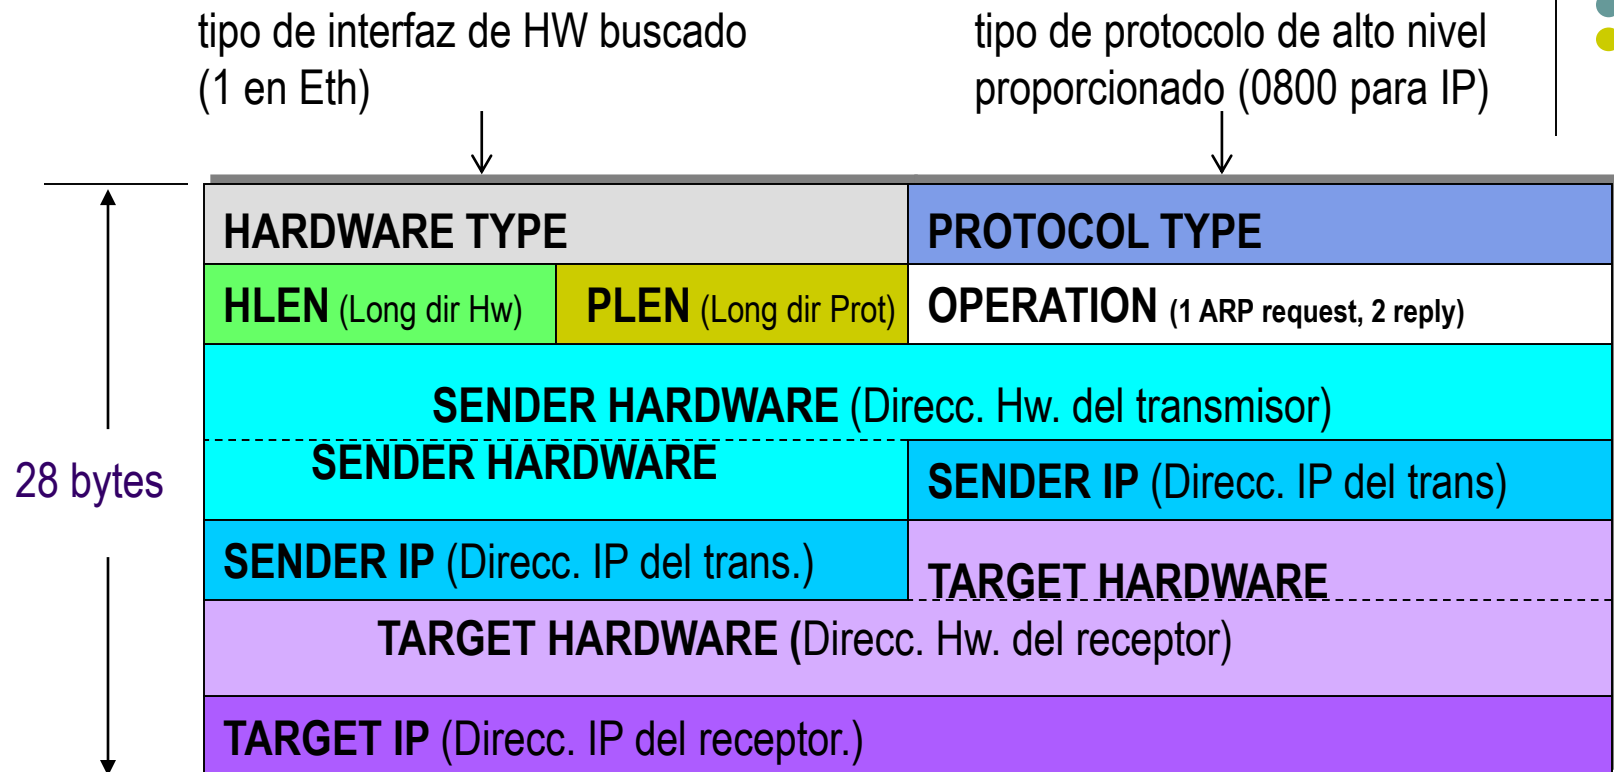 tipo de interfaz de HW buscado
(1 en Eth)
tipo de protocolo de alto nivel
proporcionado (0800 para IP)
HARDWARE TYPE
PROTOCOL TYPE
HLEN (Long dir Hw)
PLEN (Long dir Prot)
OPERATION (1 ARP request, 2 reply)
SENDER HARDWARE (Direcc. Hw. del transmisor)
SENDER HARDWARE
SENDER IP (Direcc. IP del trans)
28 bytes
SENDER IP (Direcc. IP del trans.)
TARGET HARDWARE
TARGET HARDWARE (Direcc. Hw. del receptor)
TARGET IP (Direcc. IP del receptor.)